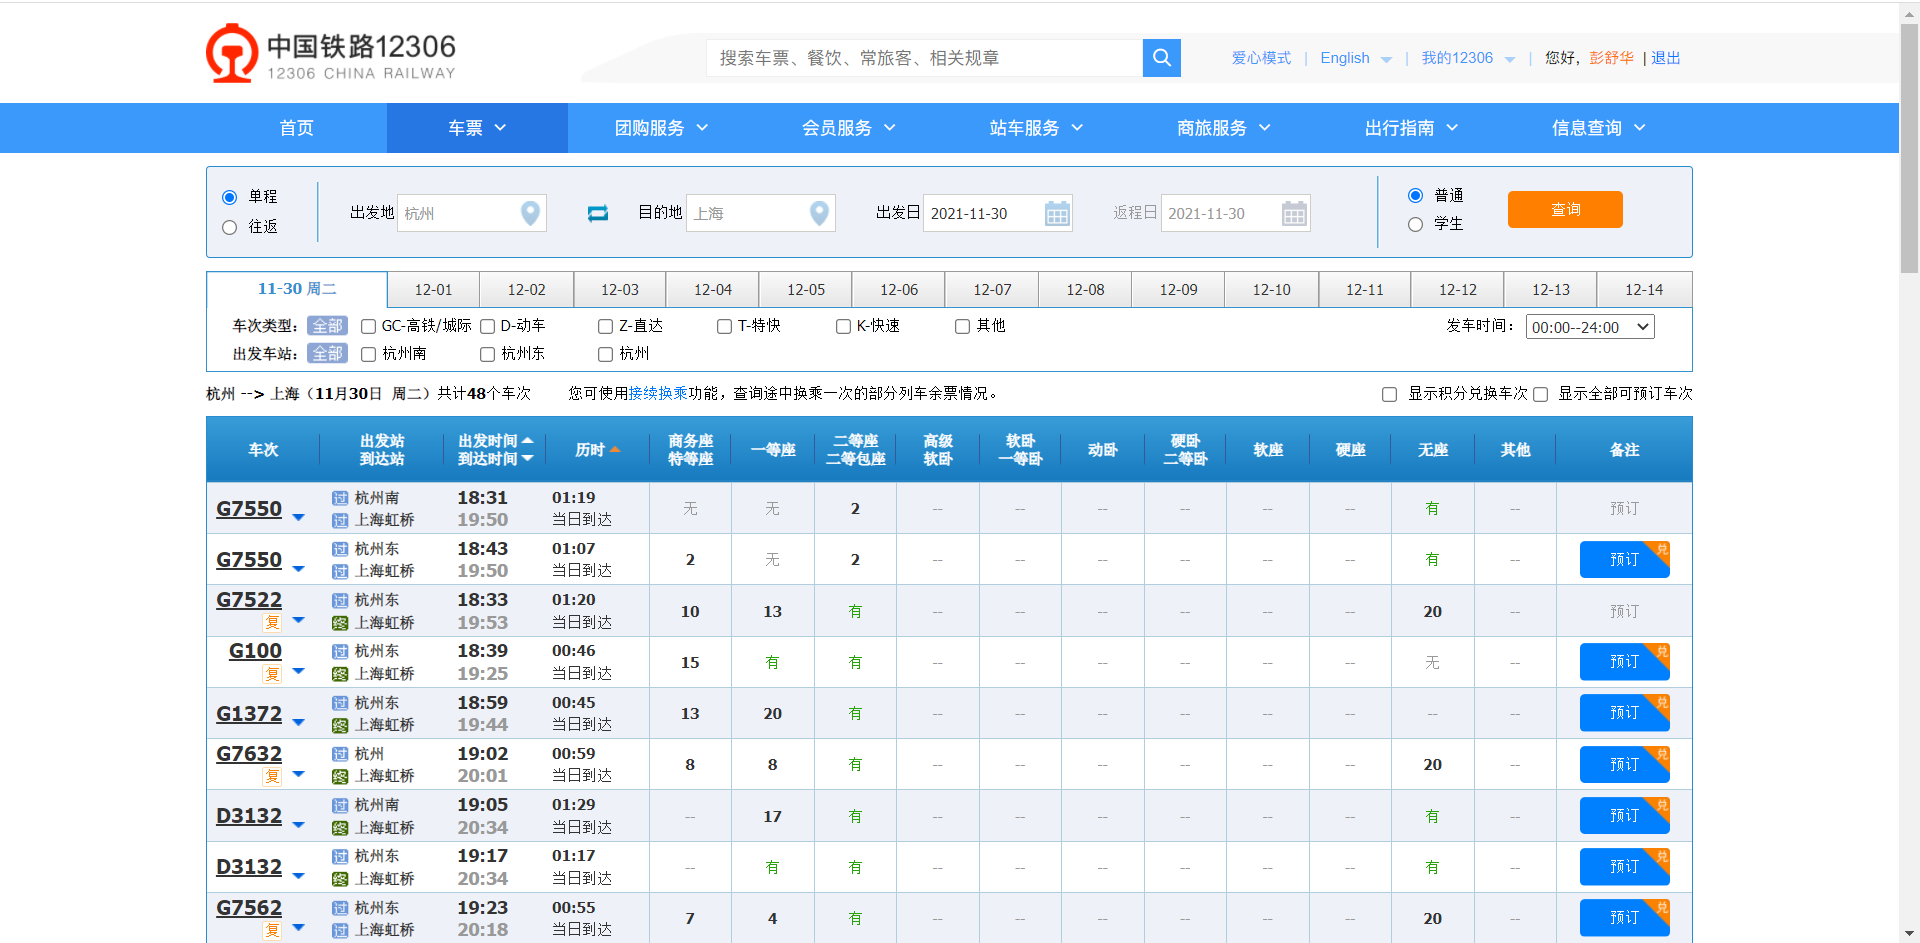 中国铁路12306
12306 CHINA RAILWAY
搜索车票、餐饮、常旅客、相关规章
爱心模式 | English | 我的12306 | 您好，彭舒华 | 退出
首页 车票 团购服务 会员服务 站车服务 商旅服务 出行指南 信息查询
单程
往返
出发地 杭州 目的地 上海 出发日 2021-11-30 返程日 2021-11-30
普通
学生
查询
11-30 周二 12-01 12-02 12-03 12-04 12-05 12-06 12-07 12-08 12-09 12-10 12-11 12-12 12-13 12-14
车次类型： 全部 GC-高铁/城际 D-动车 Z-直达 T-特快 K-快速 其他 发车时间： 00:00--24:00
出发车站： 全部 杭州南 杭州东 杭州
杭州 --> 上海（11月30日 周二）共计48个车次 您可使用接续换乘功能，查询途中换乘一次的部分列车余票情况。 显示积分兑换车次 显示全部可预订车次
车次 出发站 到达站 出发时间 到达时间 历时 商务座 特等座 一等座 二等座 二等包座 高级 软卧 软卧 一等卧 动卧 硬卧 二等卧 软座 硬座 无座 其他 备注
G7550 过 杭州南 18:31 01:19 无 无 2 -- -- -- -- -- -- 有 -- 预订
过 上海虹桥 19:50 当日到达
G7550 过 杭州东 18:43 01:07 2 无 2 -- -- -- -- -- -- 有 -- 预订 兑
过 上海虹桥 19:50 当日到达
G7522 过 杭州东 18:33 01:20 10 13 有 -- -- -- -- -- -- 20 -- 预订
复 终 上海虹桥 19:53 当日到达
G100 过 杭州东 18:39 00:46 15 有 有 -- -- -- -- -- -- 无 -- 预订 兑
复 终 上海虹桥 19:25 当日到达
G1372 过 杭州东 18:59 00:45 13 20 有 -- -- -- -- -- -- -- -- 预订 兑
终 上海虹桥 19:44 当日到达
G7632 过 杭州 19:02 00:59 8 8 有 -- -- -- -- -- -- 20 -- 预订 兑
复 终 上海虹桥 20:01 当日到达
D3132 过 杭州南 19:05 01:29 -- 17 有 -- -- -- -- -- -- 有 -- 预订 兑
终 上海虹桥 20:34 当日到达
D3132 过 杭州东 19:17 01:17 -- 有 有 -- -- -- -- -- -- 有 -- 预订 兑
终 上海虹桥 20:34 当日到达
G7562 过 杭州东 19:23 00:55 7 4 有 -- -- -- -- -- -- 20 -- 预订 兑
复 过 上海虹桥 20:18 当日到达